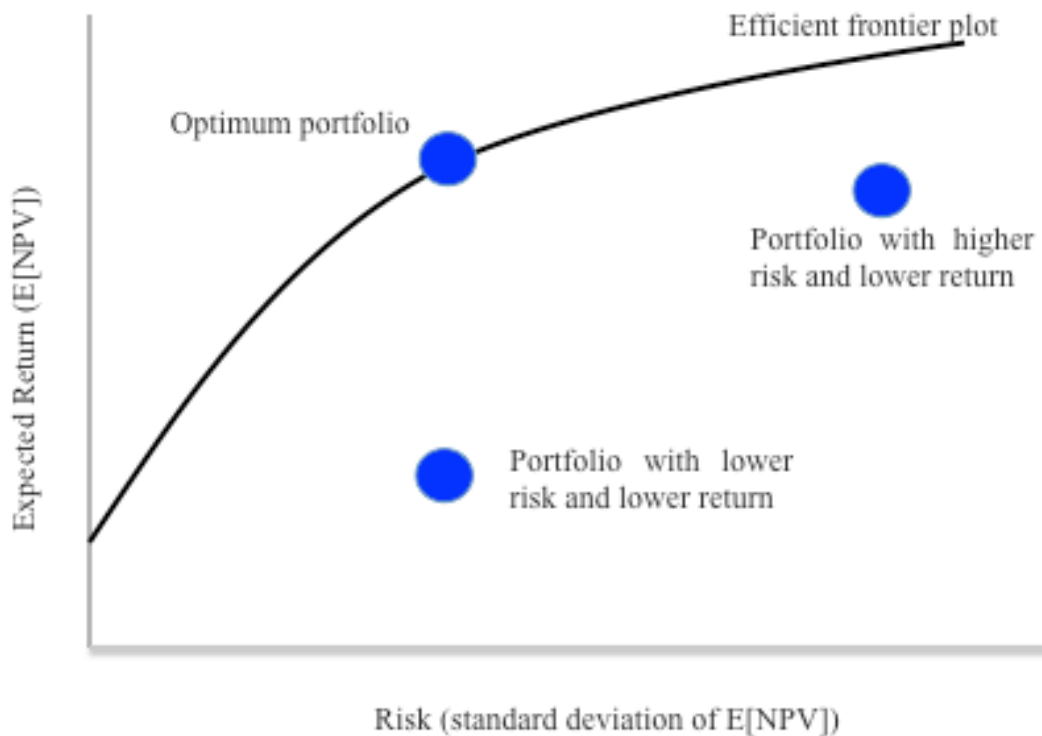 Efficient frontier plot
Optimum portfolio
Portfolio with higher
risk and lower return
Expected Return (E[NPV])
Portfolio with lower
risk and lower return
Risk (standard deviation of E[NPV])